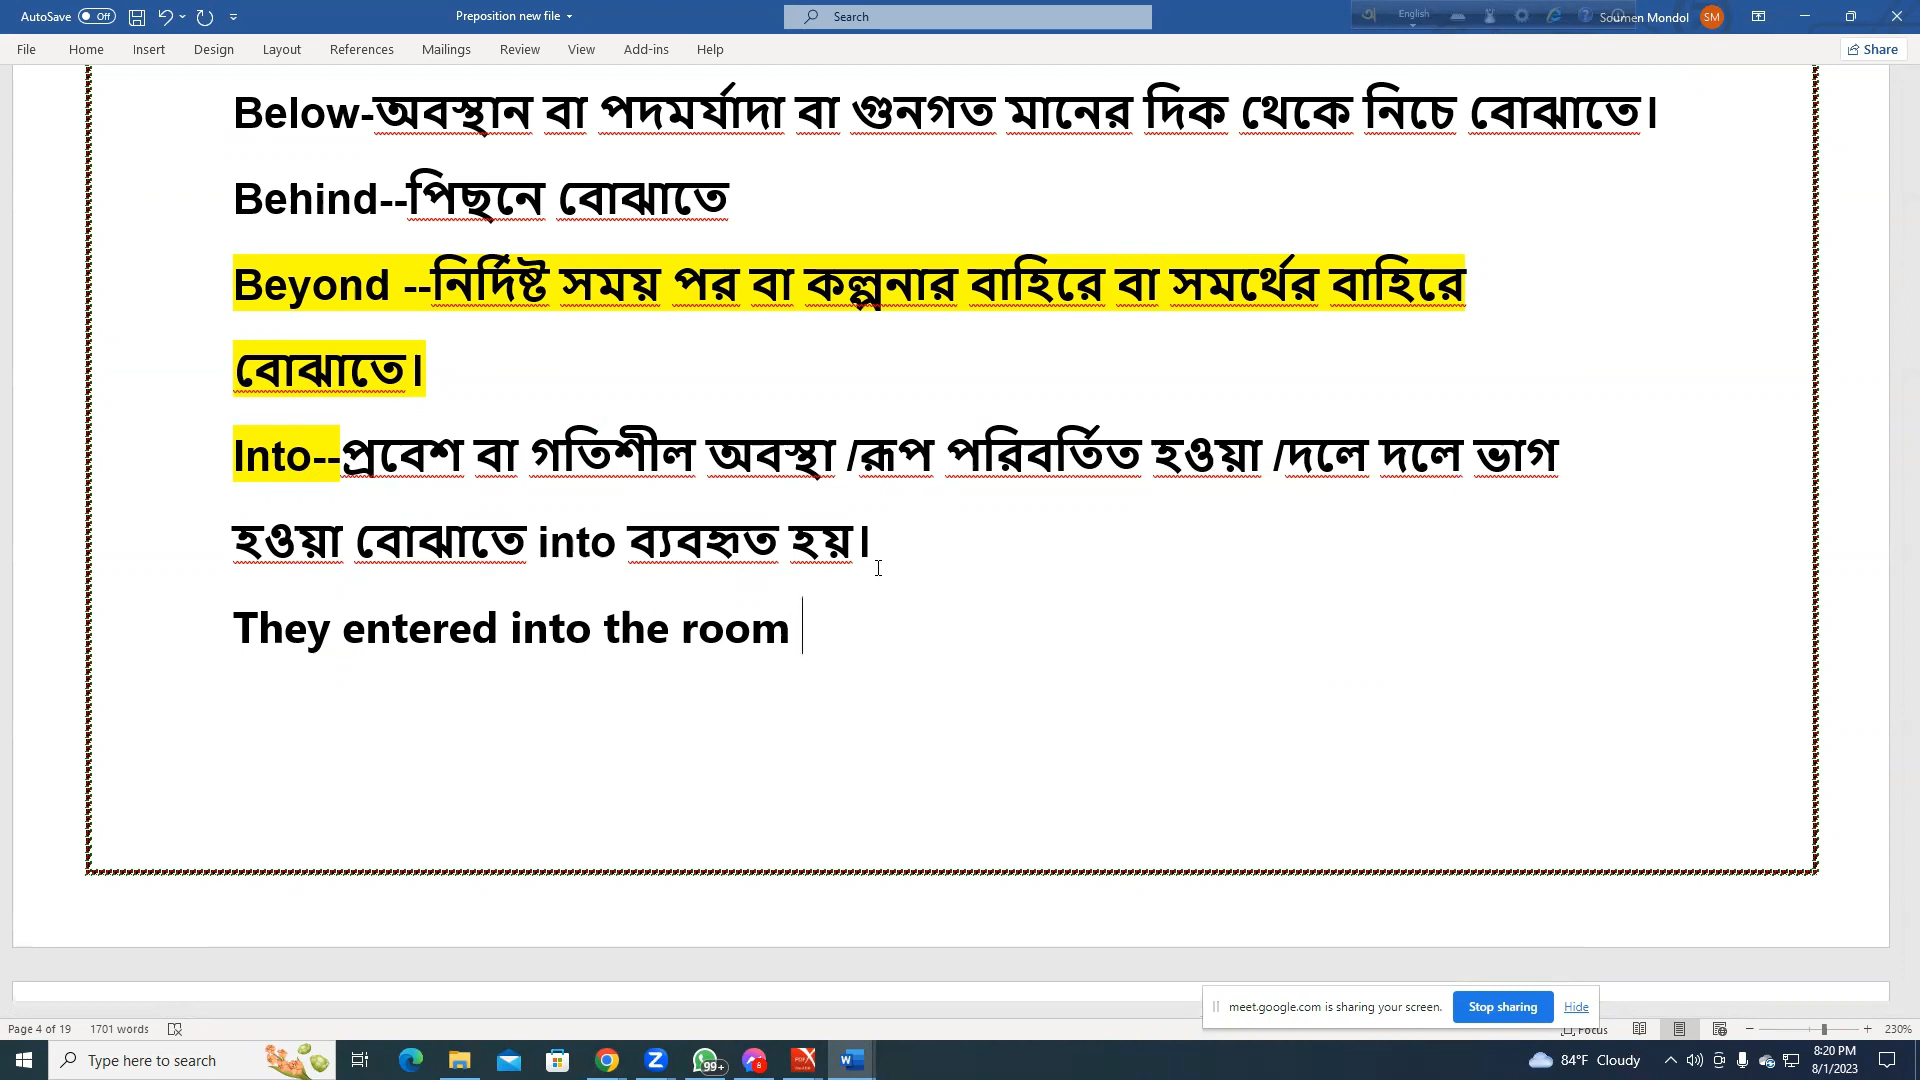 AutoSave Off Preposition new file Search English Soumen Mondol SM
File Home Insert Design Layout References Mailings Review View Add-ins Help Share
Below-অবস্থান বা পদমর্যাদা বা গুনগত মানের দিক থেকে নিচে বোঝাতে।
Behind--পিছনে বোঝাতে
Beyond --নির্দিষ্ট সময় পর বা কল্পনার বাহিরে বা সমর্থের বাহিরে
বোঝাতে।
Into--প্রবেশ বা গতিশীল অবস্থা /রূপ পরিবর্তিত হওয়া /দলে দলে ভাগ
হওয়া বোঝাতে into ব্যবহৃত হয়।
They entered into the room
meet.google.com is sharing your screen. Stop sharing Hide
Page 4 of 19 1701 words Focus 230%
Type here to search 99+ 8 84°F Cloudy 8:20 PM
8/1/2023